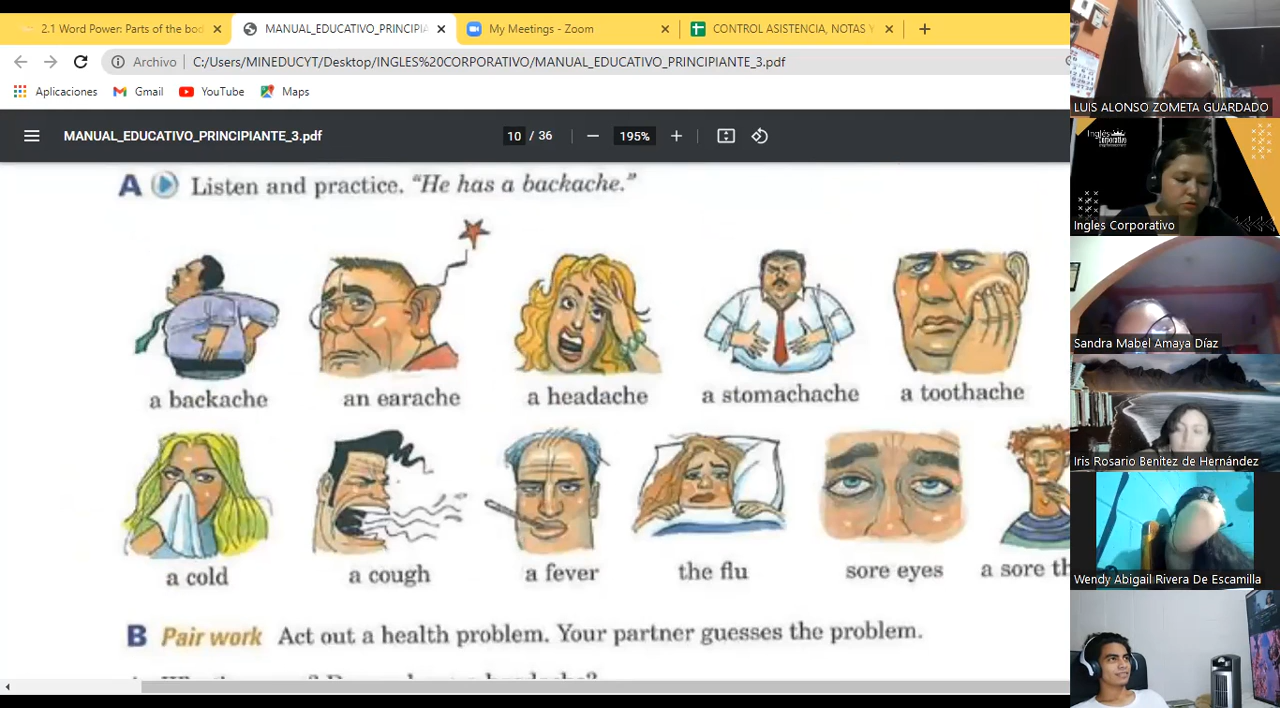 2.1 Word Power: Parts of the bod
MANUAL_EDUCATIVO_PRINCIPIA
My Meetings - Zoom
CONTROL ASISTENCIA, NOTAS Y
Archivo
C:/Users/MINEDUCYT/Desktop/INGLES%20CORPORATIVO/MANUAL_EDUCATIVO_PRINCIPIANTE_3.pdf
Aplicaciones Gmail YouTube Maps
MANUAL_EDUCATIVO_PRINCIPIANTE_3.pdf 10 / 36 195%
A Listen and practice. "He has a backache."
a backache an earache a headache a stomachache a toothache
a cold a cough a fever the flu sore eyes a sore th
B Pair work Act out a health problem. Your partner guesses the problem.
LUIS ALONSO ZOMETA GUARDADO
Inglés
Corporativo
Ingles Corporativo
Sandra Mabel Amaya Díaz
Iris Rosario Benitez de Hernández
Wendy Abigail Rivera De Escamilla